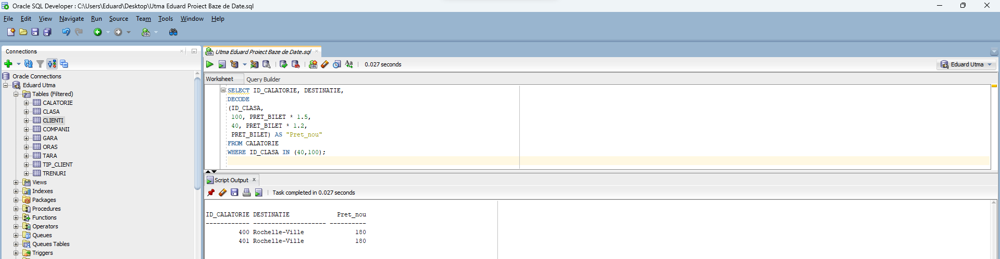 Oracle SQL Developer : C:\Users\Eduard\Desktop\Utma Eduard Proiect Baze de Date.sql
File Edit View Navigate Run Source Team Tools Window Help
Connections
Oracle Connections
Eduard Utma
Tables (Filtered)
CALATORIE
CLASA
CLIENTI
COMPANII
GARA
ORAS
TARA
TIP_CLIENT
TRENURI
Views
Indexes
Packages
Procedures
Functions
Operators
Queues
Queues Tables
Triggers
Utma Eduard Proiect Baze de Date.sql
0.027 seconds
Eduard Utma
Worksheet Query Builder
SELECT ID_CALATORIE, DESTINATIE,
DECODE
(ID_CLASA,
100, PRET_BILET * 1.5,
40, PRET_BILET * 1.2,
PRET_BILET) AS "Pret_nou"
FROM CALATORIE
WHERE ID_CLASA IN (40,100);
Script Output x
Task completed in 0.027 seconds
ID_CALATORIE DESTINATIE Pret_nou
------------ -------------------- ----------
400 Rochelle-Ville 180
401 Rochelle-Ville 180